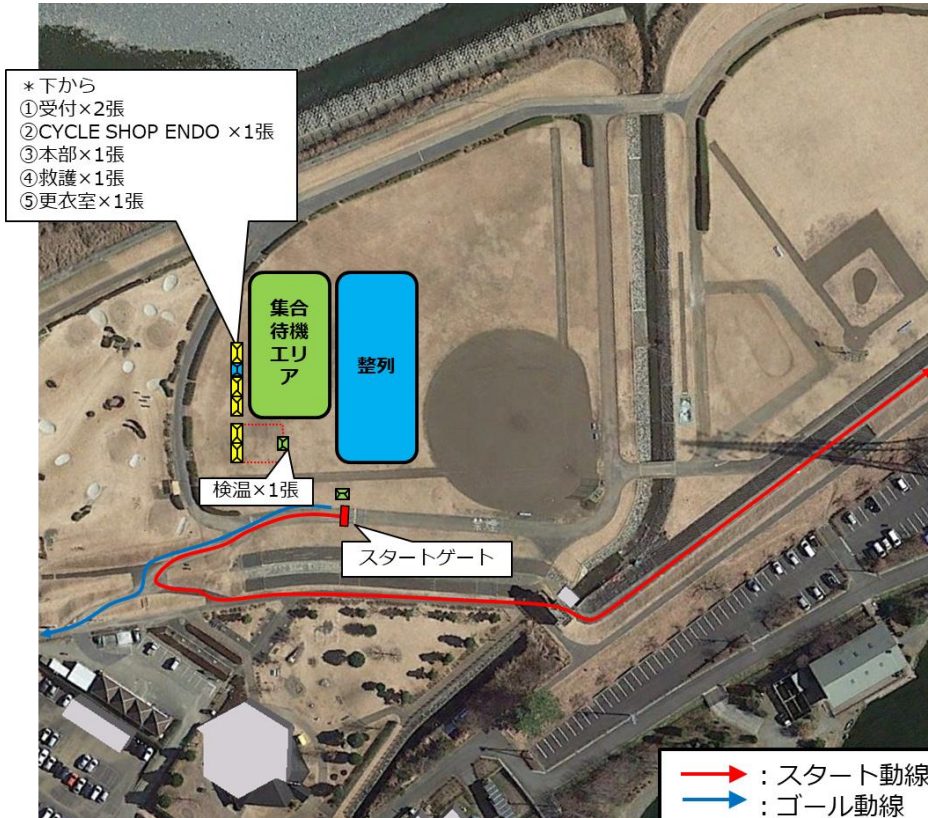 ＊下から
①受付×2張
②CYCLE SHOP ENDO ×1張
③本部×1張
④救護×1張
⑤更衣室×1張
集合
待機
エリ
ア
整列
検温×1張
スタートゲート
：スタート動線
：ゴール動線